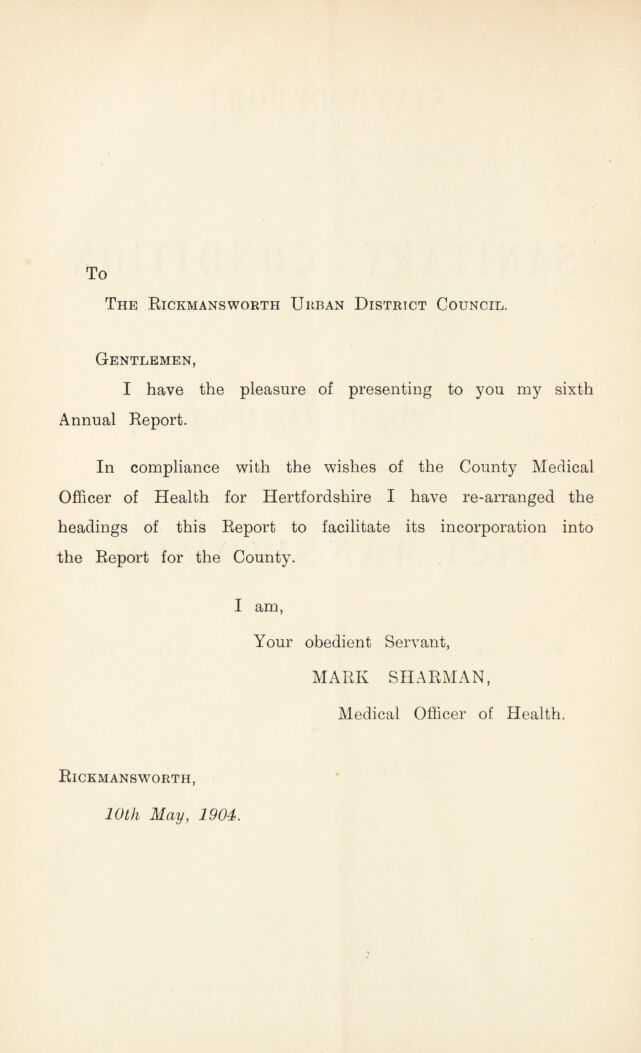 To
The Rickmansworth Urban District Council.
Gentlemen,
I have the pleasure of presenting to you my sixth
Annual Report.
In compliance with the wishes of the County Medical
Officer of Health for Hertfordshire I have re-arranged the
headings of this Report to facilitate its incorporation into
the Report for the County.
I am,
Your obedient Servant,
MARK SHARMAN,
Medical Officer of Health.
Rickmansworth,
10th May, 1904.